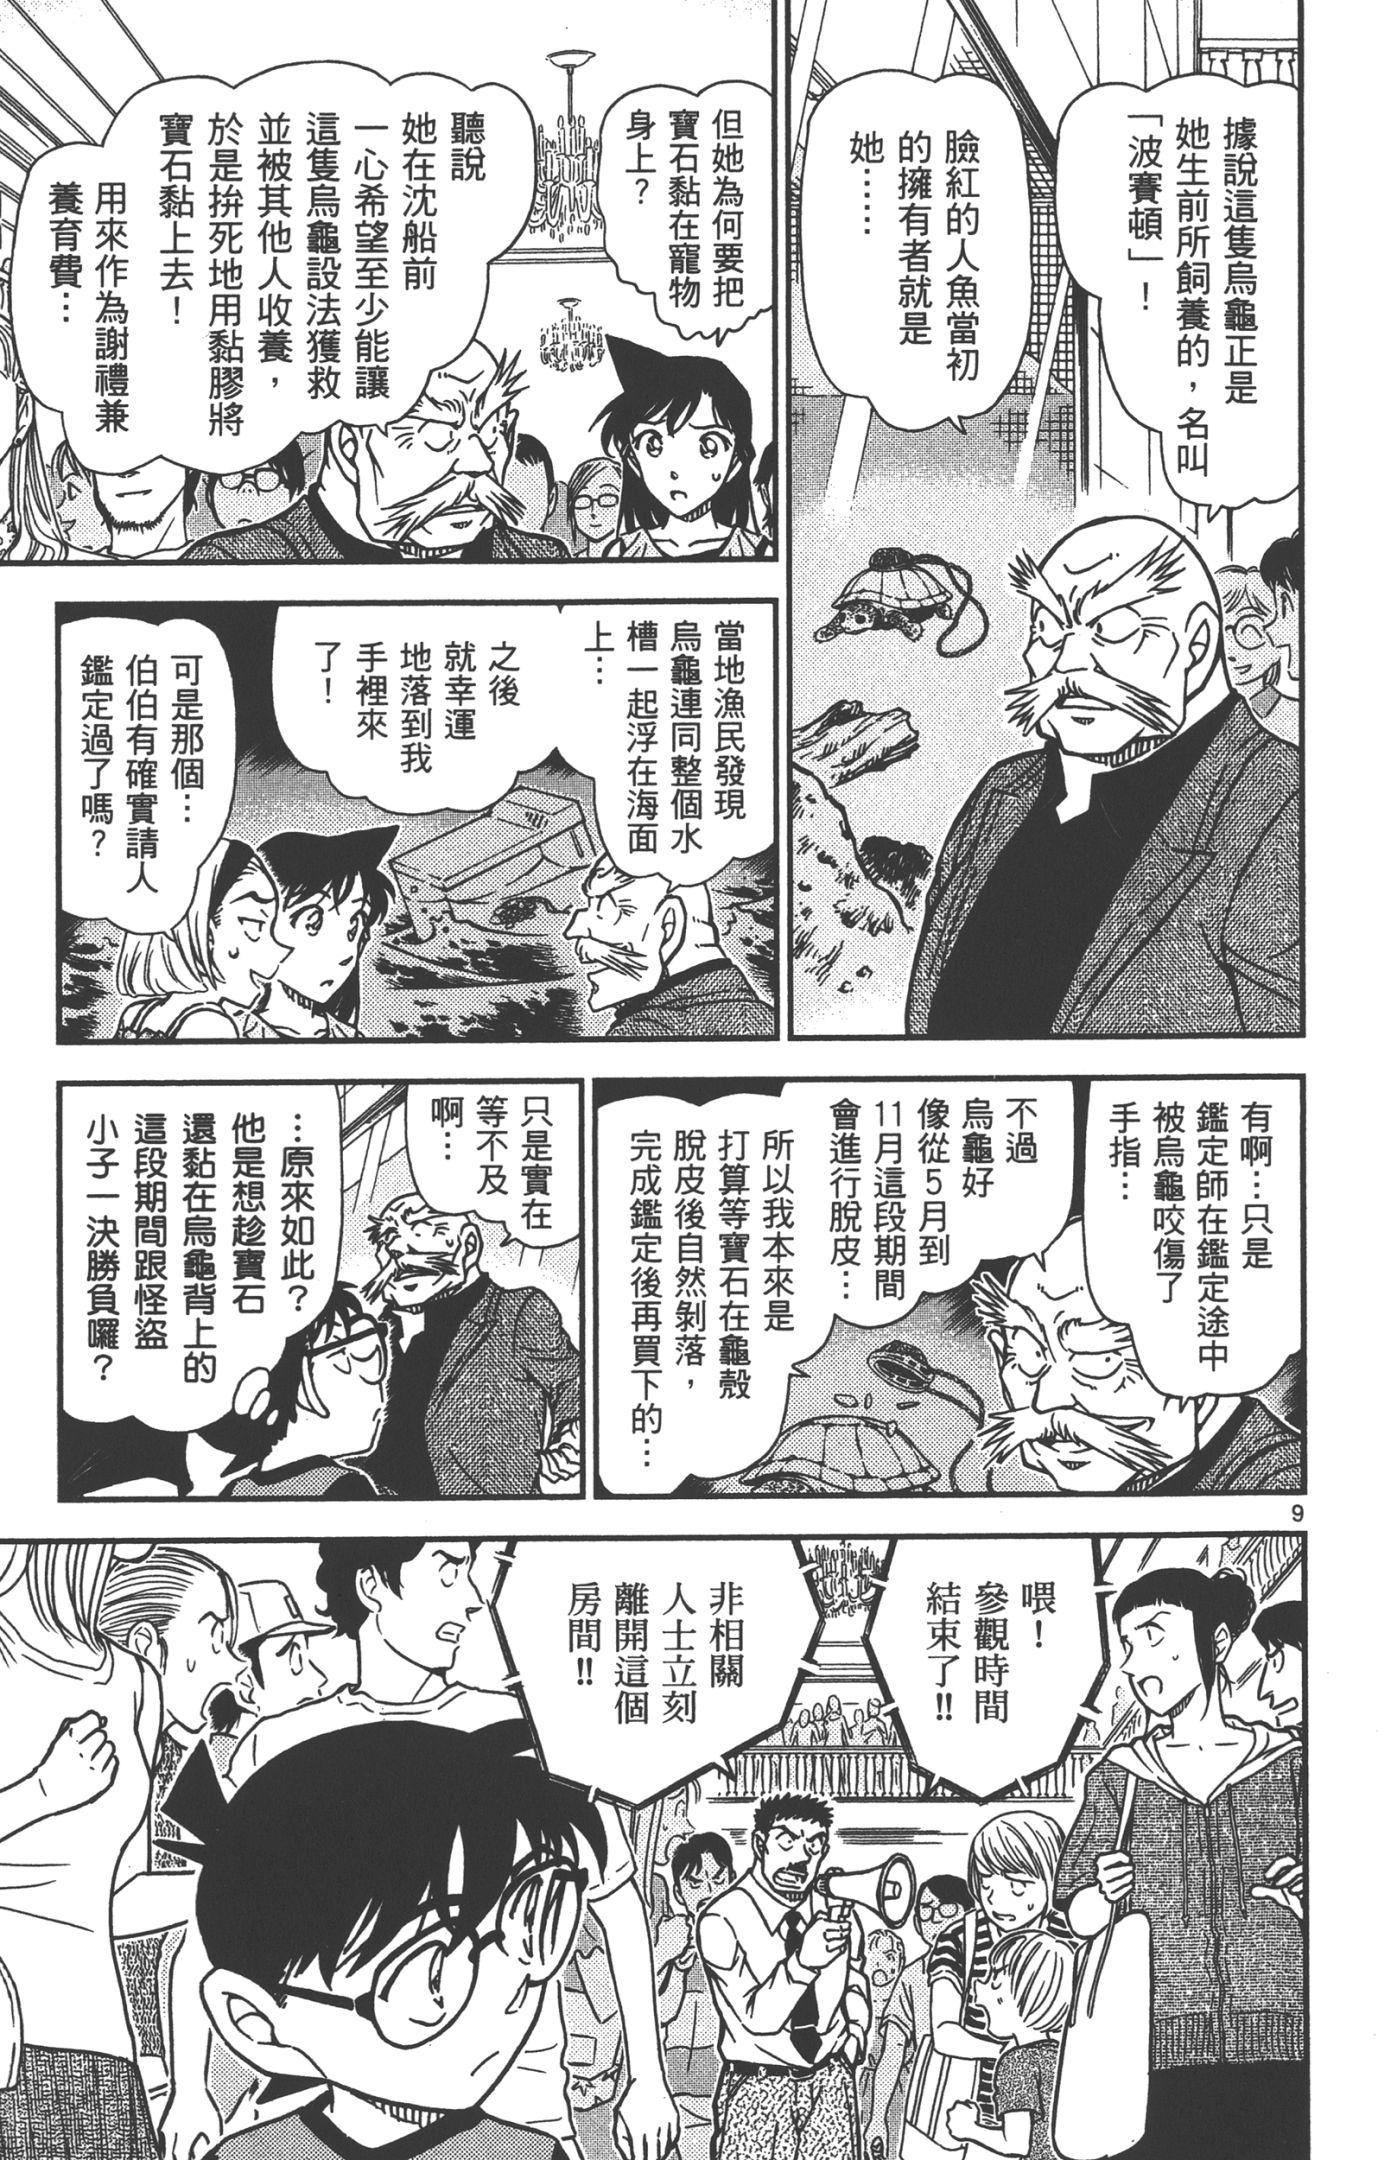 據說這隻烏龜正是
她生前所飼養的，名叫
「波賽頓」！
臉紅的人魚當初
的擁有者就是
她……
但她為何要把
寶石黏在寵物
身上？
聽說
她在沈船前
一心希望至少能讓
這隻烏龜設法獲救
並被其他人收養，
於是拚死地用黏膠將
寶石黏上去！
用來作為謝禮兼
養育費…
當地漁民發現
烏龜連同整個水
槽一起浮在海面
上…
之後
就幸運
地落到我
手裡來
了！
可是那個…
伯伯有確實請人
鑑定過了嗎？
有啊…只是
鑑定師在鑑定途中
被烏龜咬傷了
手指…
不過
烏龜好
像從5月到
11月這段期間
會進行脫皮…
所以我本來是
打算等寶石在龜殼
脫皮後自然剝落，
完成鑑定後再買下的…
只是實在
等不及
啊…
…原來如此？
他是想趁寶石
還黏在烏龜背上的
這段期間跟怪盜
小子一決勝負囉？
9
喂！
參觀時間
結束了!!
非相關
人士立刻
離開這個
房間!!